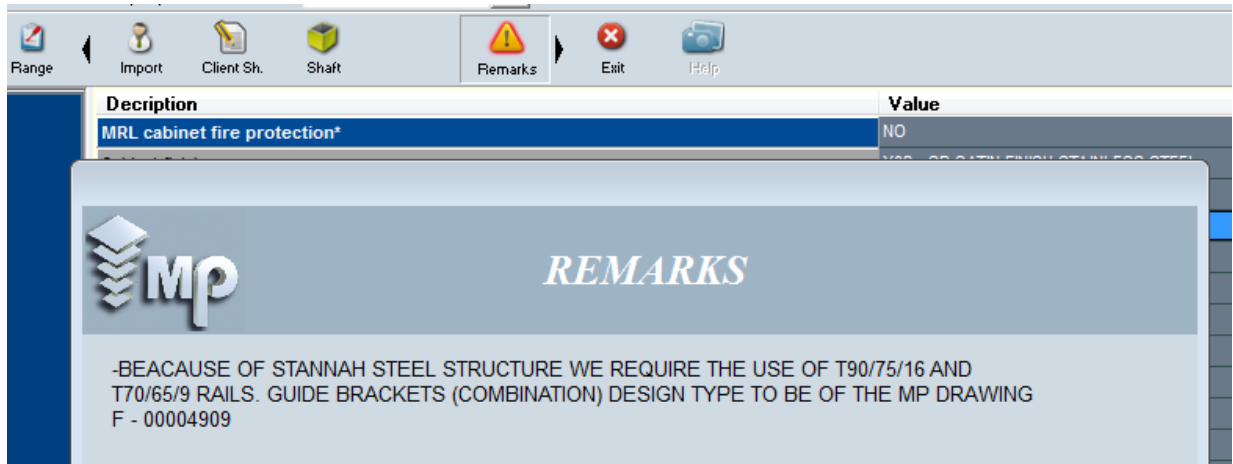 Range
Import
Client Sh.
Shaft
Remarks
Exit
Help
Decription
Value
MRL cabinet fire protection*
NO
MP
REMARKS
-BEACAUSE OF STANNAH STEEL STRUCTURE WE REQUIRE THE USE OF T90/75/16 AND
T70/65/9 RAILS. GUIDE BRACKETS (COMBINATION) DESIGN TYPE TO BE OF THE MP DRAWING
F - 00004909